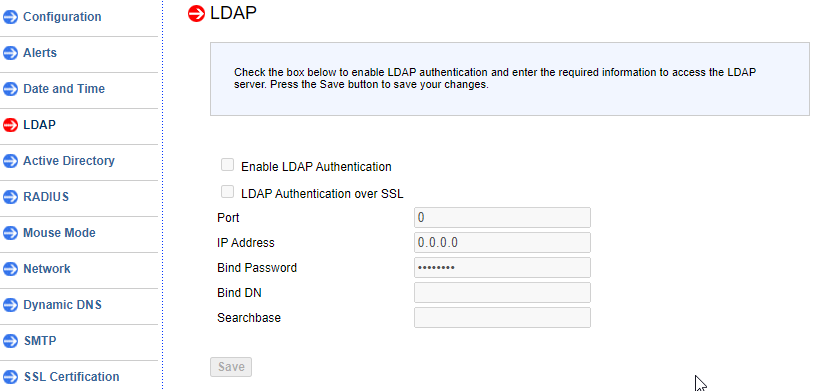 Configuration
Alerts
Date and Time
LDAP
Active Directory
RADIUS
Mouse Mode
Network
Dynamic DNS
SMTP
SSL Certification
LDAP
Check the box below to enable LDAP authentication and enter the required information to access the LDAP
server. Press the Save button to save your changes.
Enable LDAP Authentication
LDAP Authentication over SSL
Port 0
IP Address 0.0.0.0
Bind Password ••••••••
Bind DN
Searchbase
Save